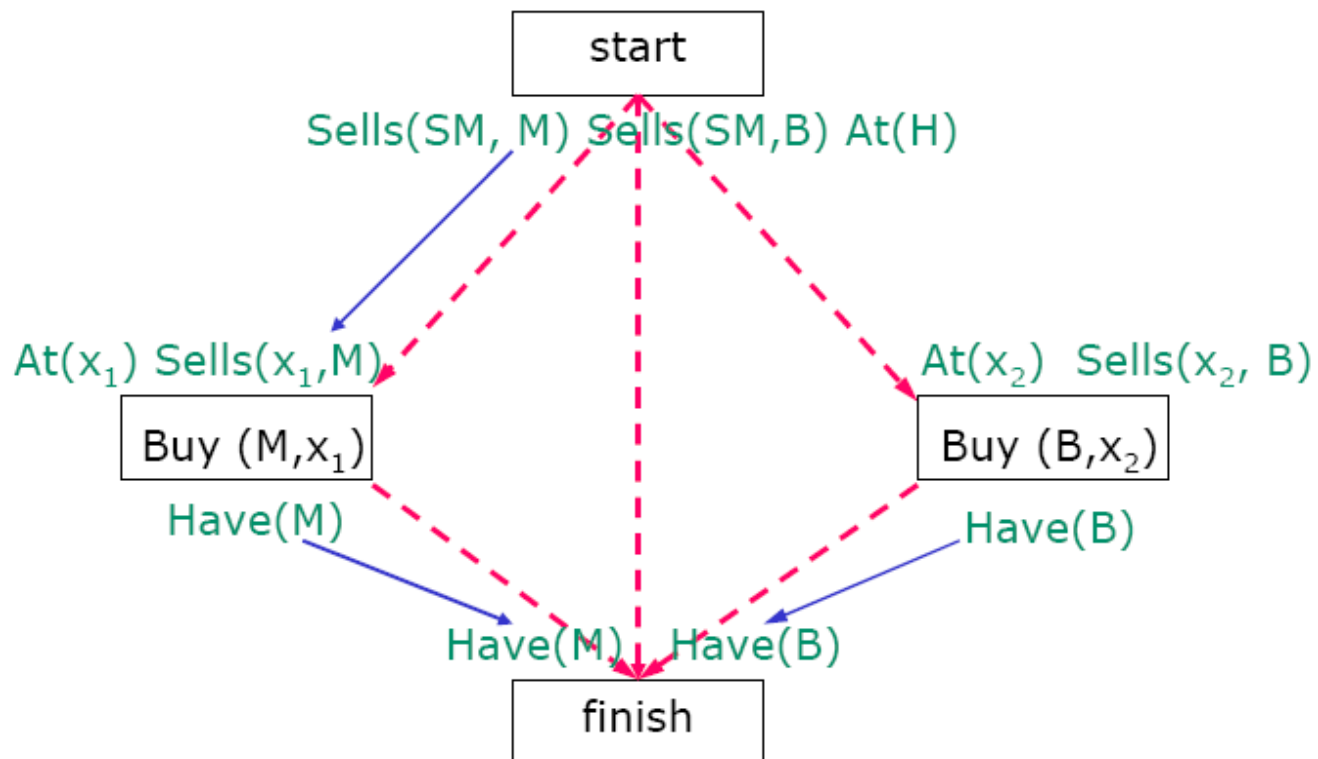 start
Sells(SM, M) Sells(SM,B) At(H)
At(x₁) Sells(x₁,M) At(x₂) Sells(x₂, B)
Buy (M,x₁) Buy (B,x₂)
Have(M) Have(B)
Have(M) Have(B)
finish